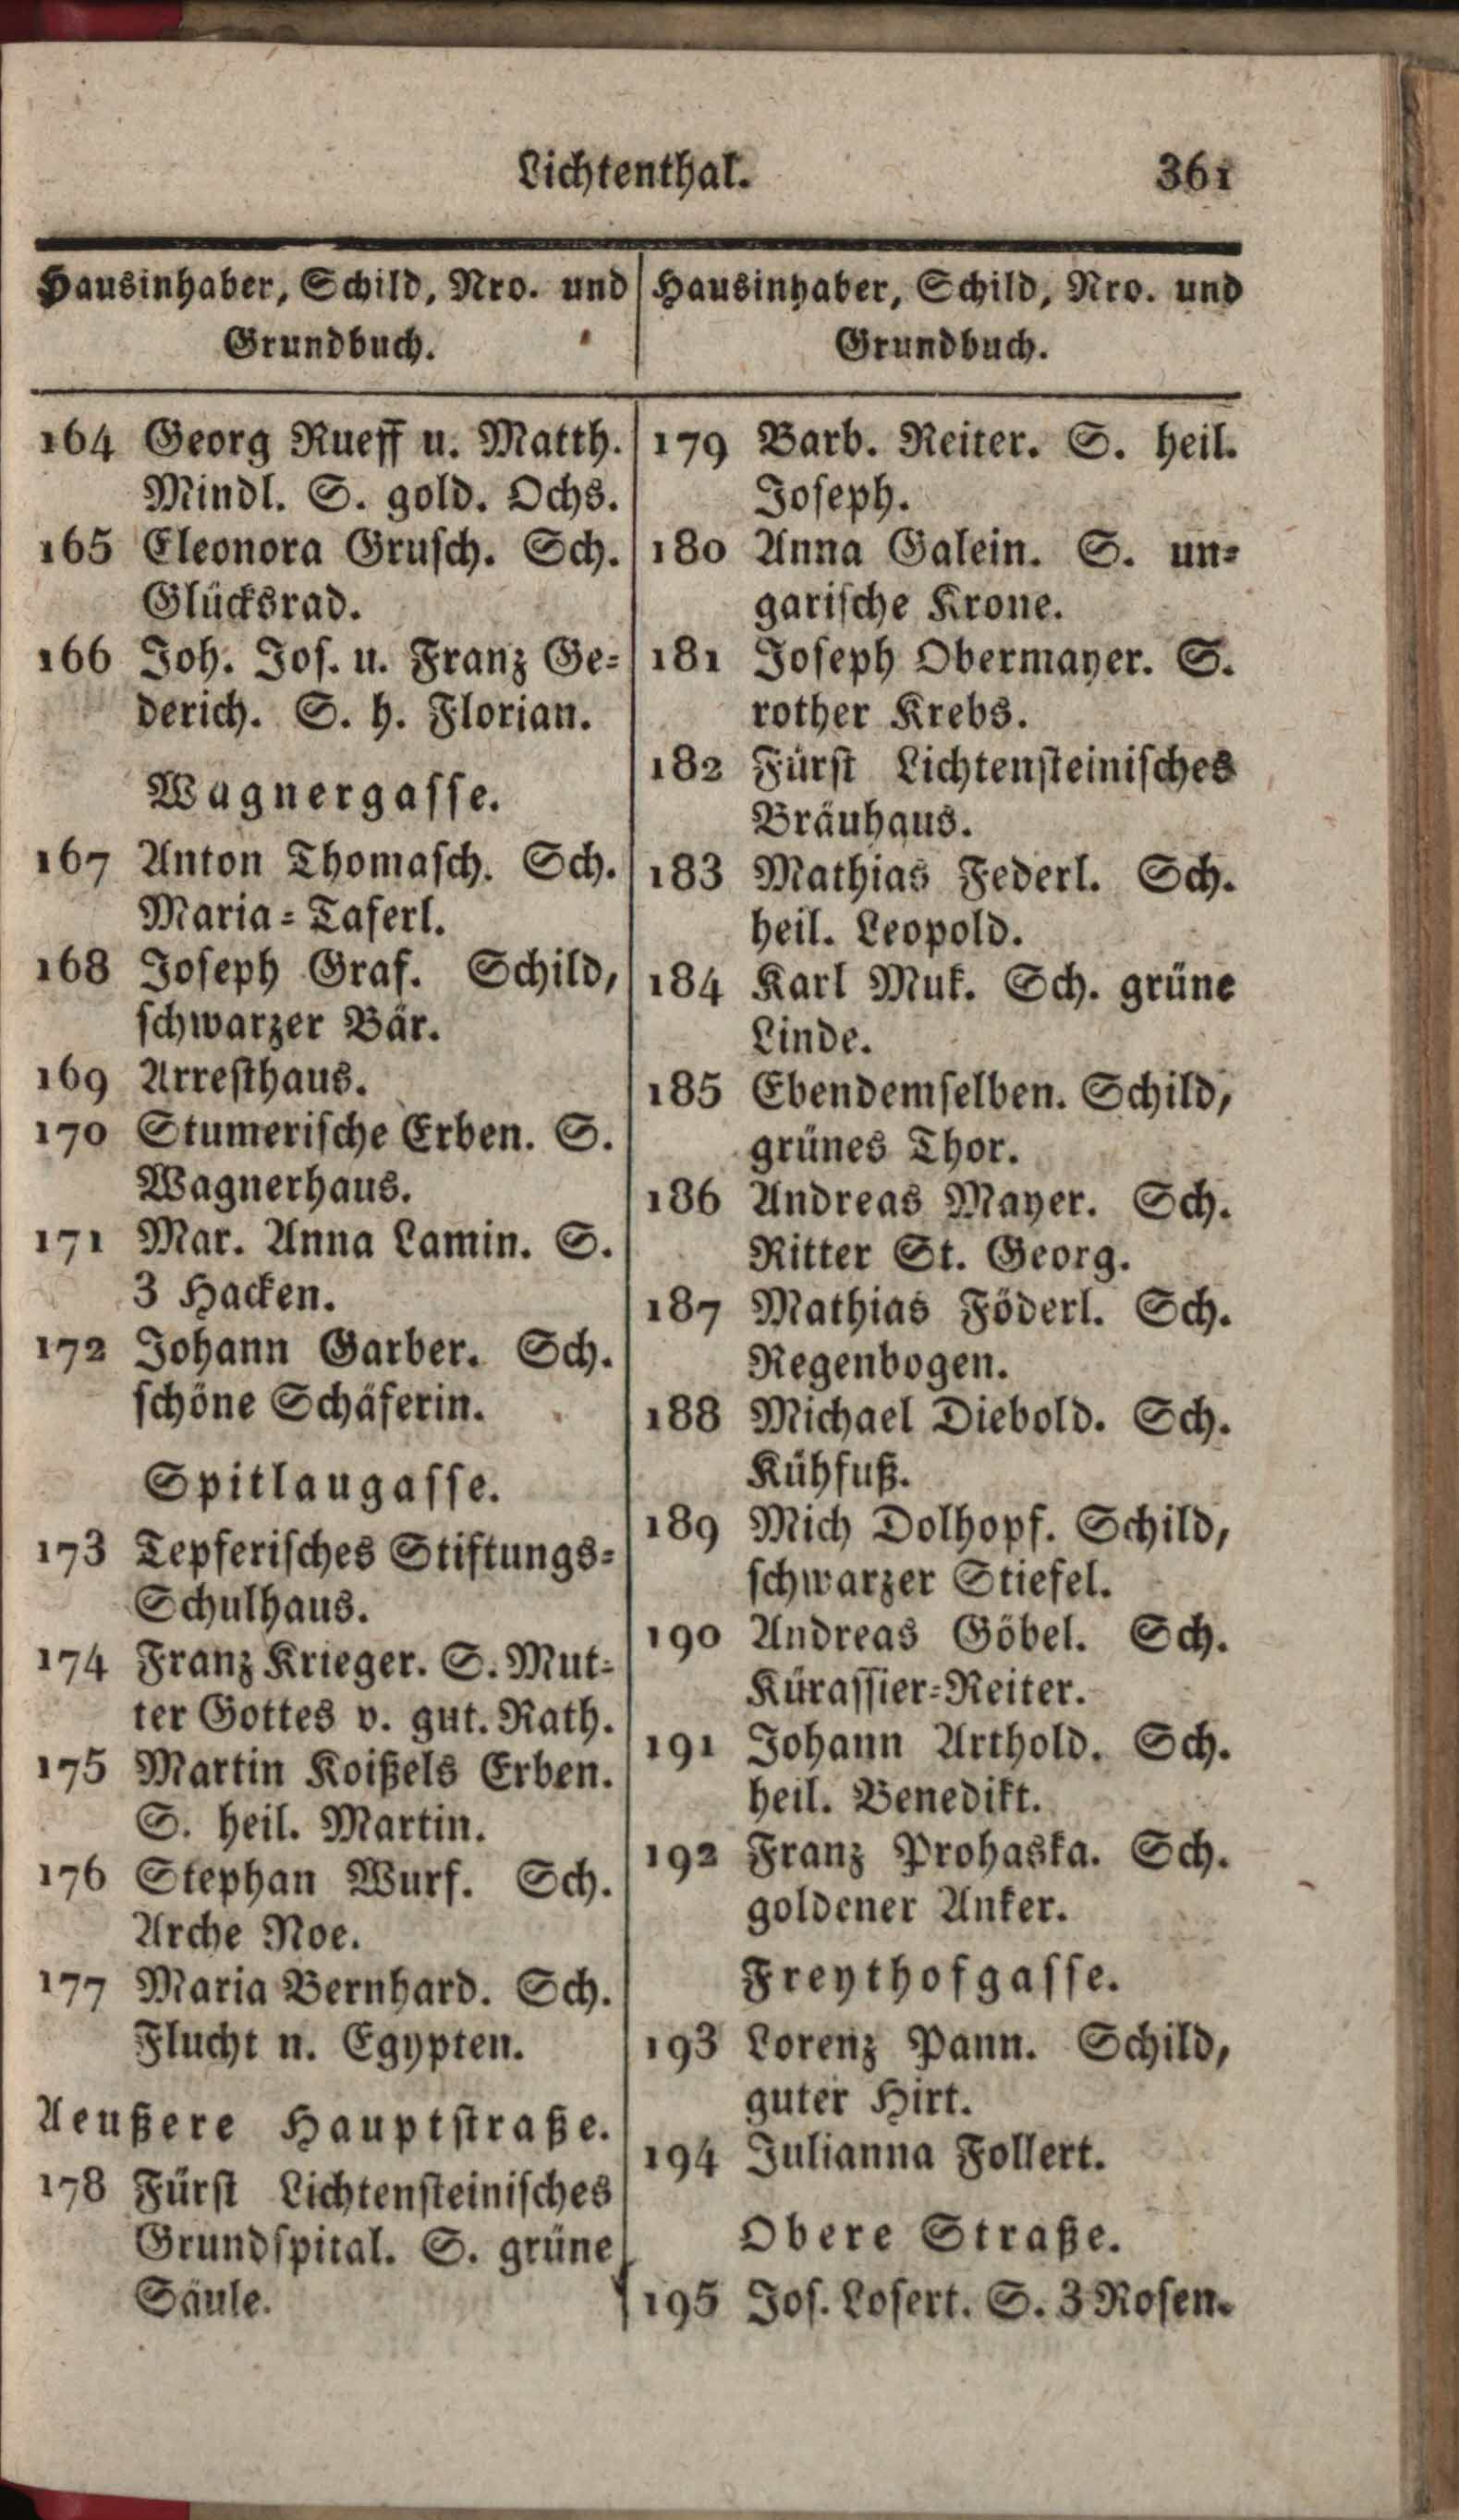 Lichtenthal. 361
Hausinhaber, Schild, Nro. und
Grundbuch.
164 Georg Rueff u. Matth.
Mindl. S. gold. Ochs.
165 Eleonora Grusch. Sch.
Glücksrad.
166 Joh. Jos. u. Franz Ge-
derich. S. h. Florian.
Wagnergasse.
167 Anton Thomasch. Sch.
Maria-Taferl.
168 Joseph Graf. Schild,
schwarzer Bär.
169 Arresthaus.
170 Stumerische Erben. S.
Wagnerhaus.
171 Mar. Anna Lamin. S.
3 Hacken.
172 Johann Garber. Sch.
schöne Schäferin.
Spitlaugasse.
173 Tepferisches Stiftungs-
Schulhaus.
174 Franz Krieger. S. Mut-
ter Gottes v. gut. Rath.
175 Martin Koißels Erben.
S. heil. Martin.
176 Stephan Wurf. Sch.
Arche Noe.
177 Maria Bernhard. Sch.
Flucht n. Egypten.
Aeußere Hauptstraße.
178 Fürst Lichtensteinisches
Grundspital. S. grüne
Säule.
Hausinhaber, Schild, Nro. und
Grundbuch.
179 Barb. Reiter. S. heil.
Joseph.
180 Anna Galein. S. un-
garische Krone.
181 Joseph Obermayer. S.
rother Krebs.
182 Fürst Lichtensteinisches
Bräuhaus.
183 Mathias Federl. Sch.
heil. Leopold.
184 Karl Muk. Sch. grüne
Linde.
185 Ebendemselben. Schild,
grünes Thor.
186 Andreas Mayer. Sch.
Ritter St. Georg.
187 Mathias Föderl. Sch.
Regenbogen.
188 Michael Diebold. Sch.
Kühfuß.
189 Mich Dolhopf. Schild,
schwarzer Stiefel.
190 Andreas Göbel. Sch.
Kürassier-Reiter.
191 Johann Arthold. Sch.
heil. Benedikt.
192 Franz Prohaska. Sch.
goldener Anker.
Freythofgasse.
193 Lorenz Pann. Schild,
guter Hirt.
194 Julianna Follert.
Obere Straße.
195 Jos. Losert. S. 3 Rosen.